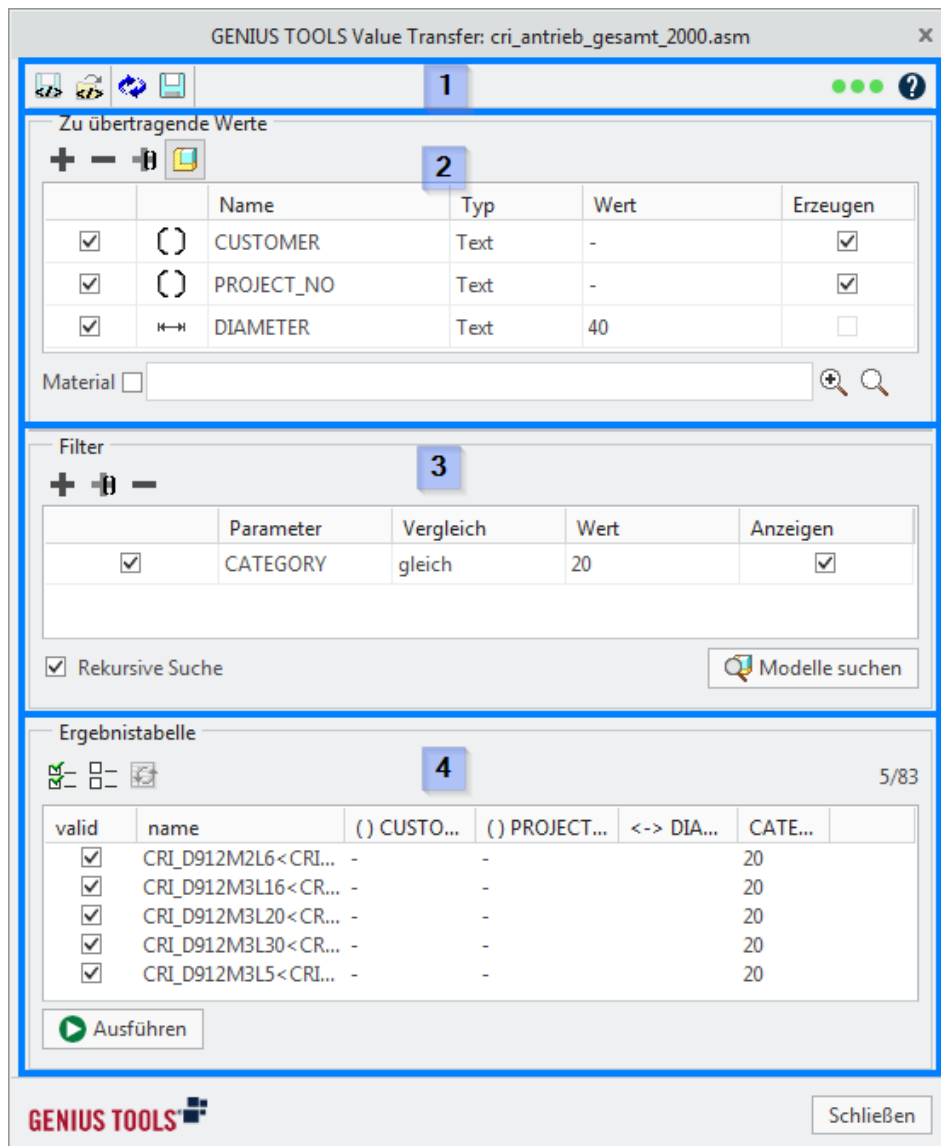 GENIUS TOOLS Value Transfer: cri_antrieb_gesamt_2000.asm
1
Zu übertragende Werte
2
Name Typ Wert Erzeugen
CUSTOMER Text -
PROJECT_NO Text -
DIAMETER Text 40
Material
Filter
3
Parameter Vergleich Wert Anzeigen
CATEGORY gleich 20
Rekursive Suche Modelle suchen
Ergebnistabelle
4
5/83
valid name ( ) CUSTO... ( ) PROJECT... <-> DIA... CATE...
CRI_D912M2L6<CRI... - - 20
CRI_D912M3L16<CR... - - 20
CRI_D912M3L20<CR... - - 20
CRI_D912M3L30<CR... - - 20
CRI_D912M3L5<CRI... - - 20
Ausführen
GENIUS TOOLS Schließen